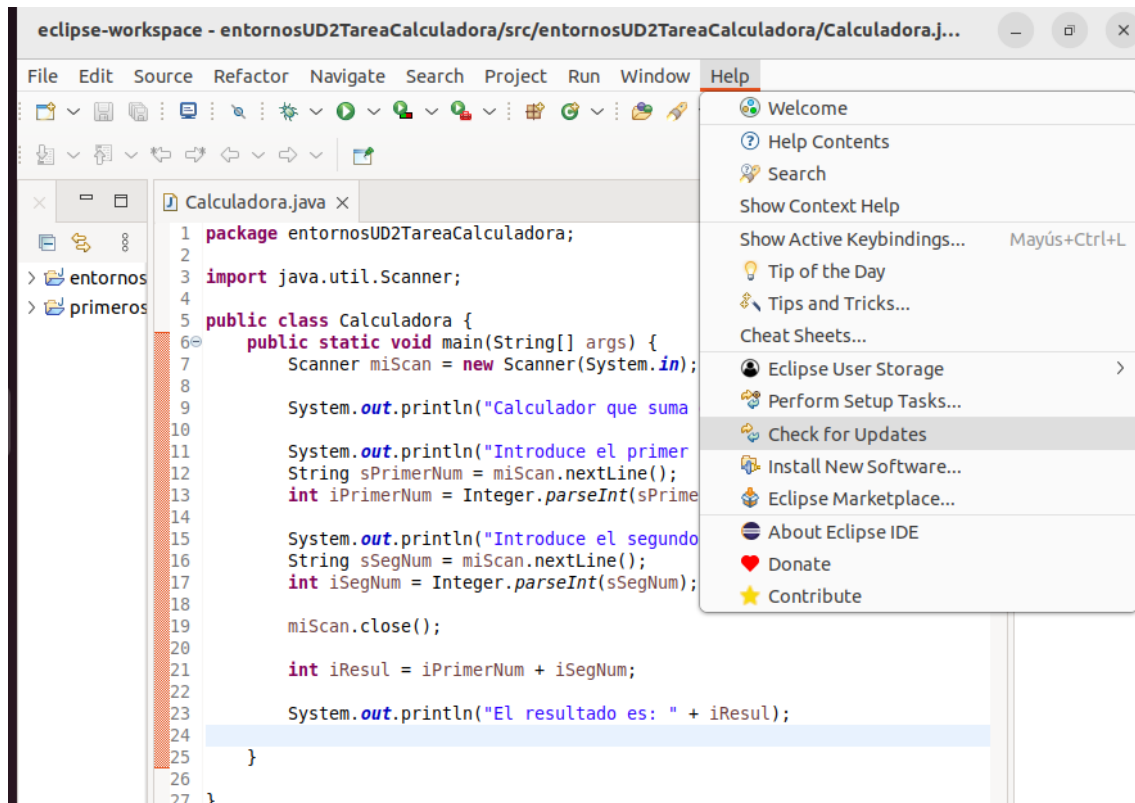 eclipse-workspace - entornosUD2TareaCalculadora/src/entornosUD2TareaCalculadora/Calculadora.j...
File Edit Source Refactor Navigate Search Project Run Window Help
Welcome
Help Contents
Search
Show Context Help
Show Active Keybindings... Mayús+Ctrl+L
Tip of the Day
Tips and Tricks...
Cheat Sheets...
Eclipse User Storage
Perform Setup Tasks...
Check for Updates
Install New Software...
Eclipse Marketplace...
About Eclipse IDE
Donate
Contribute
entornos
primeros
Calculadora.java
1 package entornosUD2TareaCalculadora;
2
3 import java.util.Scanner;
4
5 public class Calculadora {
6 public static void main(String[] args) {
7 Scanner miScan = new Scanner(System.in);
8
9 System.out.println("Calculador que suma
10
11 System.out.println("Introduce el primer
12 String sPrimerNum = miScan.nextLine();
13 int iPrimerNum = Integer.parseInt(sPrime
14
15 System.out.println("Introduce el segundo
16 String sSegNum = miScan.nextLine();
17 int iSegNum = Integer.parseInt(sSegNum);
18
19 miScan.close();
20
21 int iResul = iPrimerNum + iSegNum;
22
23 System.out.println("El resultado es: " + iResul);
24
25 }
26
27 }